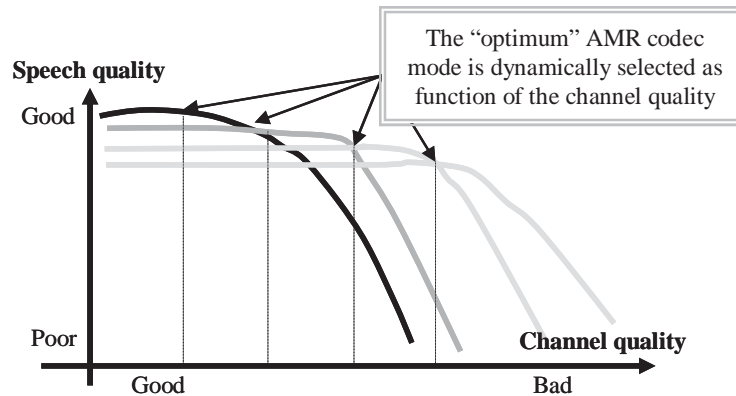 The “optimum” AMR codec
mode is dynamically selected as
function of the channel quality
Speech quality
Good
Poor
Channel quality
Good
Bad